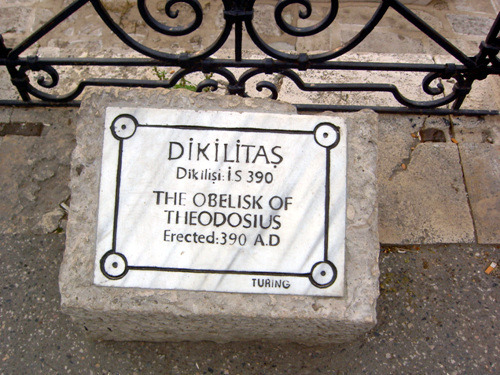 DİKİLİTAŞ
Dikilişi: İS 390
THE OBELISK OF
THEODOSIUS
Erected:390 A.D
TURING